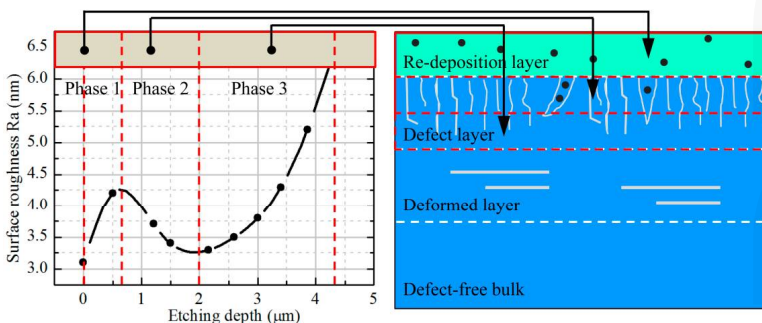 6.5
6.0
5.5
5.0
4.5
4.0
3.5
3.0
Surface roughness Ra (nm)
Phase 1
Phase 2
Phase 3
0
1
2
3
4
5
Etching depth (μm)
Re-deposition layer
Defect layer
Deformed layer
Defect-free bulk